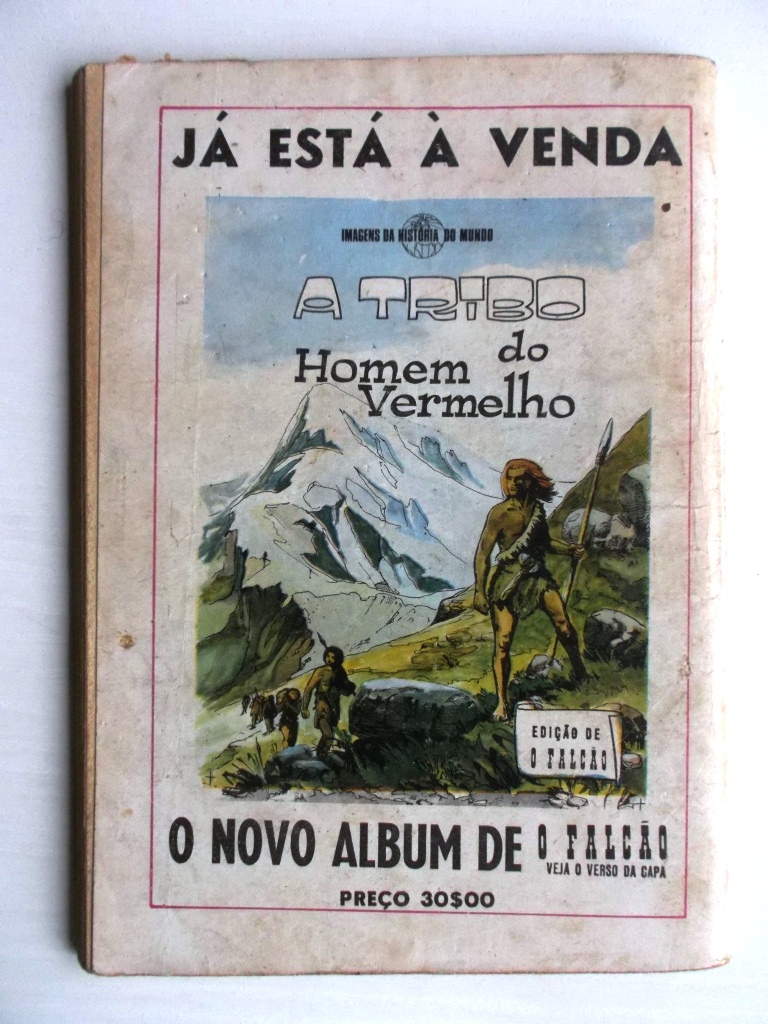 JÁ ESTÁ À VENDA
IMAGENS DA HISTÓRIA DO MUNDO
A TRIBO
do
Homem
Vermelho
EDIÇÃO DE
O FALCÃO
O NOVO ALBUM DE O FALCÃO
VEJA O VERSO DA CAPA
PREÇO 30$00